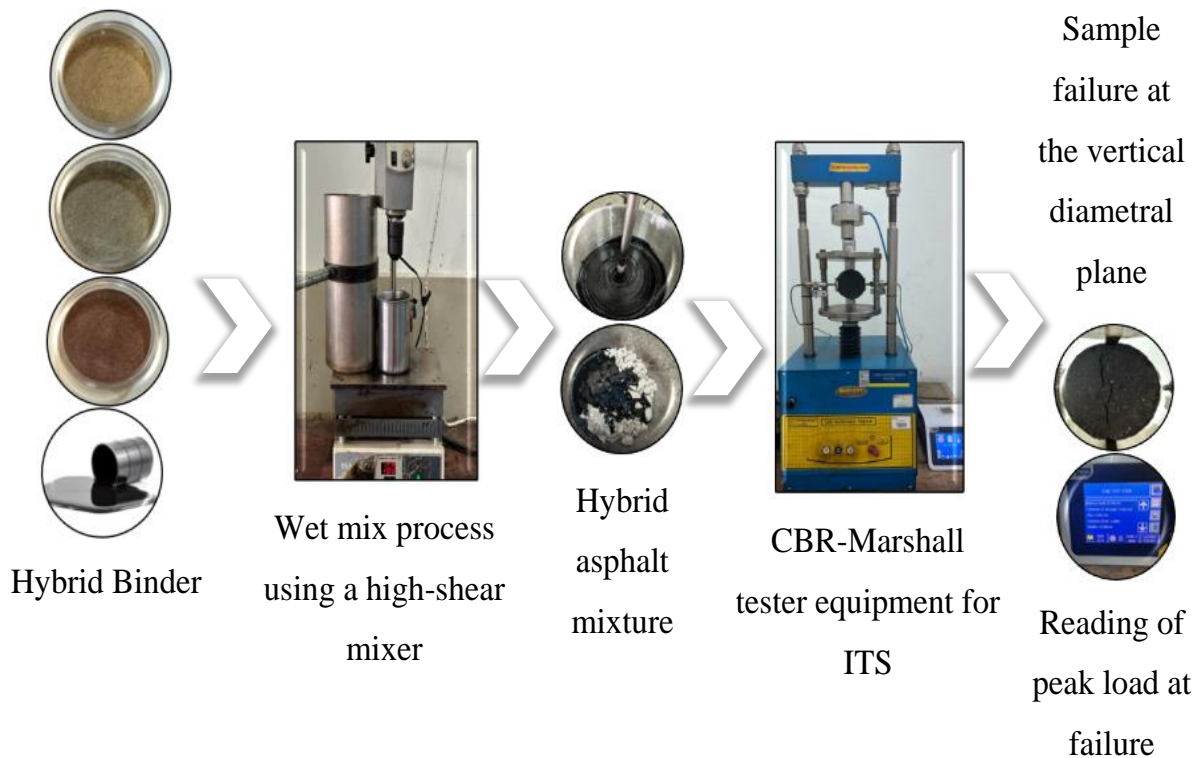 Hybrid Binder
Wet mix process
using a high-shear
mixer
Hybrid
asphalt
mixture
CBR-Marshall
tester equipment for
ITS
Sample
failure at
the vertical
diametral
plane
Reading of
peak load at
failure